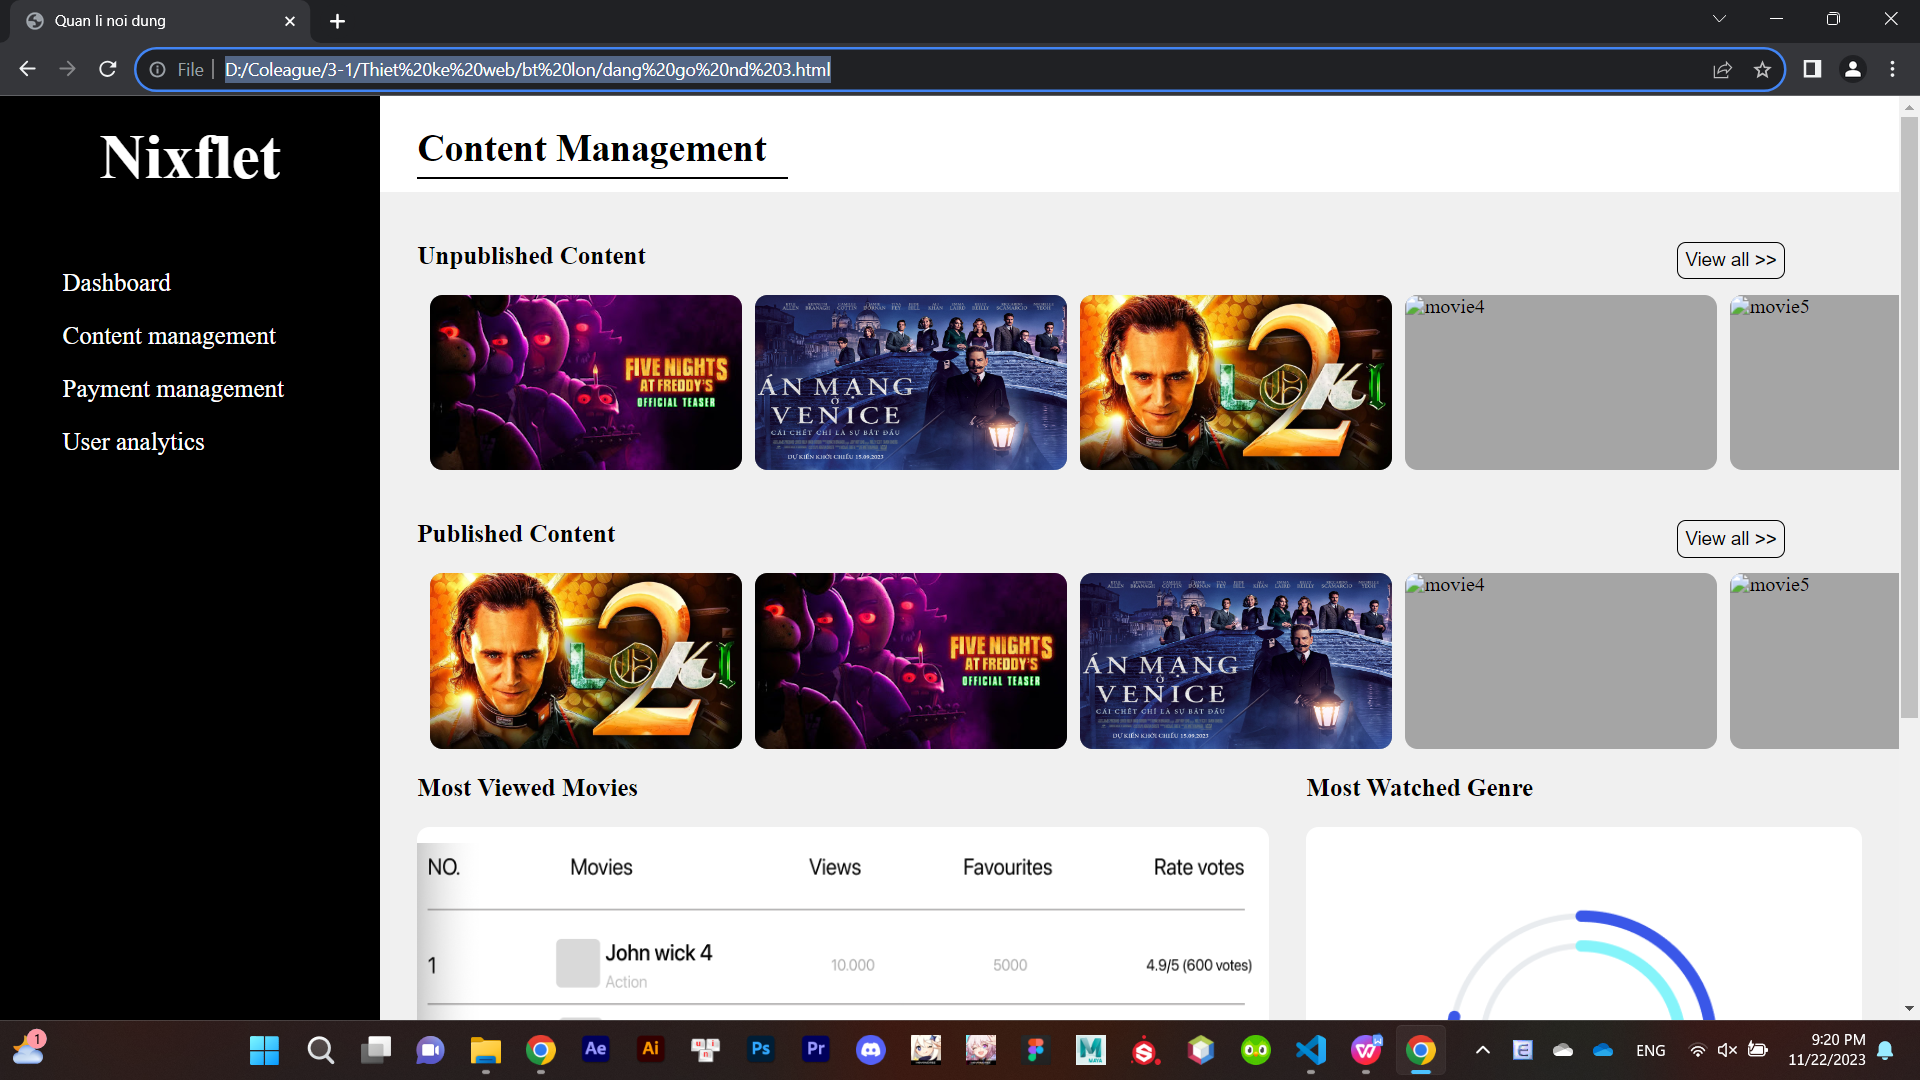 Quan li noi dung
File
D:/Coleague/3-1/Thiet%20ke%20web/bt%20lon/dang%20go%20nd%203.html
Nixflet
Dashboard
Content management
Payment management
User analytics
Content Management
Unpublished Content
View all >>
FIVE NIGHTS
AT FREDDY'S
OFFICIAL TEASER
ÁN MẠNG
Ở
VENICE
CÁI CHẾT CHỈ LÀ SỰ BẮT ĐẦU
DỰ KIẾN KHỞI CHIẾU 15.09.2023
LOKI
2
movie4
movie5
Published Content
View all >>
LOKI
2
FIVE NIGHTS
AT FREDDY'S
OFFICIAL TEASER
ÁN MẠNG
Ở
VENICE
CÁI CHẾT CHỈ LÀ SỰ BẮT ĐẦU
DỰ KIẾN KHỞI CHIẾU 15.09.2023
movie4
movie5
Most Viewed Movies
NO. Movies Views Favourites Rate votes
1 John wick 4 10.000 5000 4.9/5 (600 votes)
Action
Most Watched Genre
1
Ae
Ai
u n i
Ps
Pr
MAYA
ENG
9:20 PM
11/22/2023